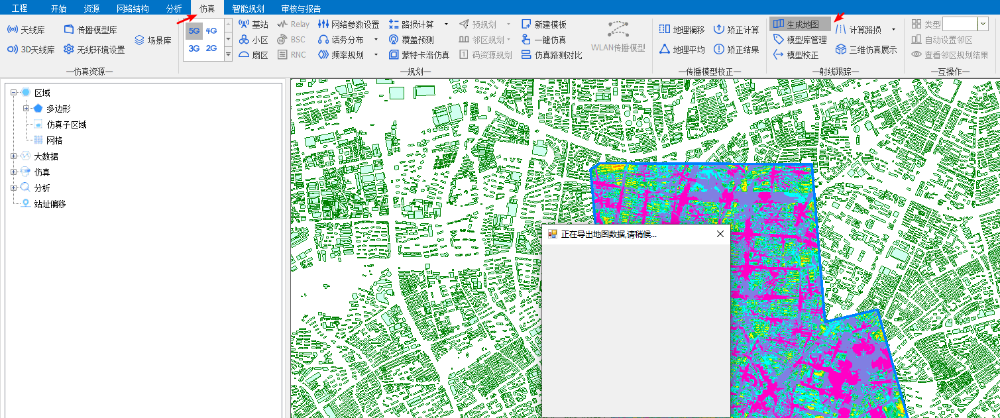 工程 开始 资源 网络结构 分析 仿真 智能规划 审核与报告
天线库 传播模型库 场景库
3D天线库 无线环境设置
仿真资源
5G 4G 基站 Relay 网络参数设置 路损计算 预规划 新建模板
小区 BSC 话务分布 覆盖预测 邻区规划 一键仿真
3G 2G 扇区 RNC 频率规划 蒙特卡洛仿真 码资源规划 仿真路测对比
WLAN传播模型
规划
地理偏移 矫正计算
地理平均 矫正结果
传播模型校正
生成地图 计算路损
模型库管理
模型校正 三维仿真展示
射线跟踪
类型
自动设置邻区
查看邻区规划结果
互操作
区域
多边形
仿真子区域
网格
大数据
仿真
分析
站址偏移
正在导出地图数据,请稍候...